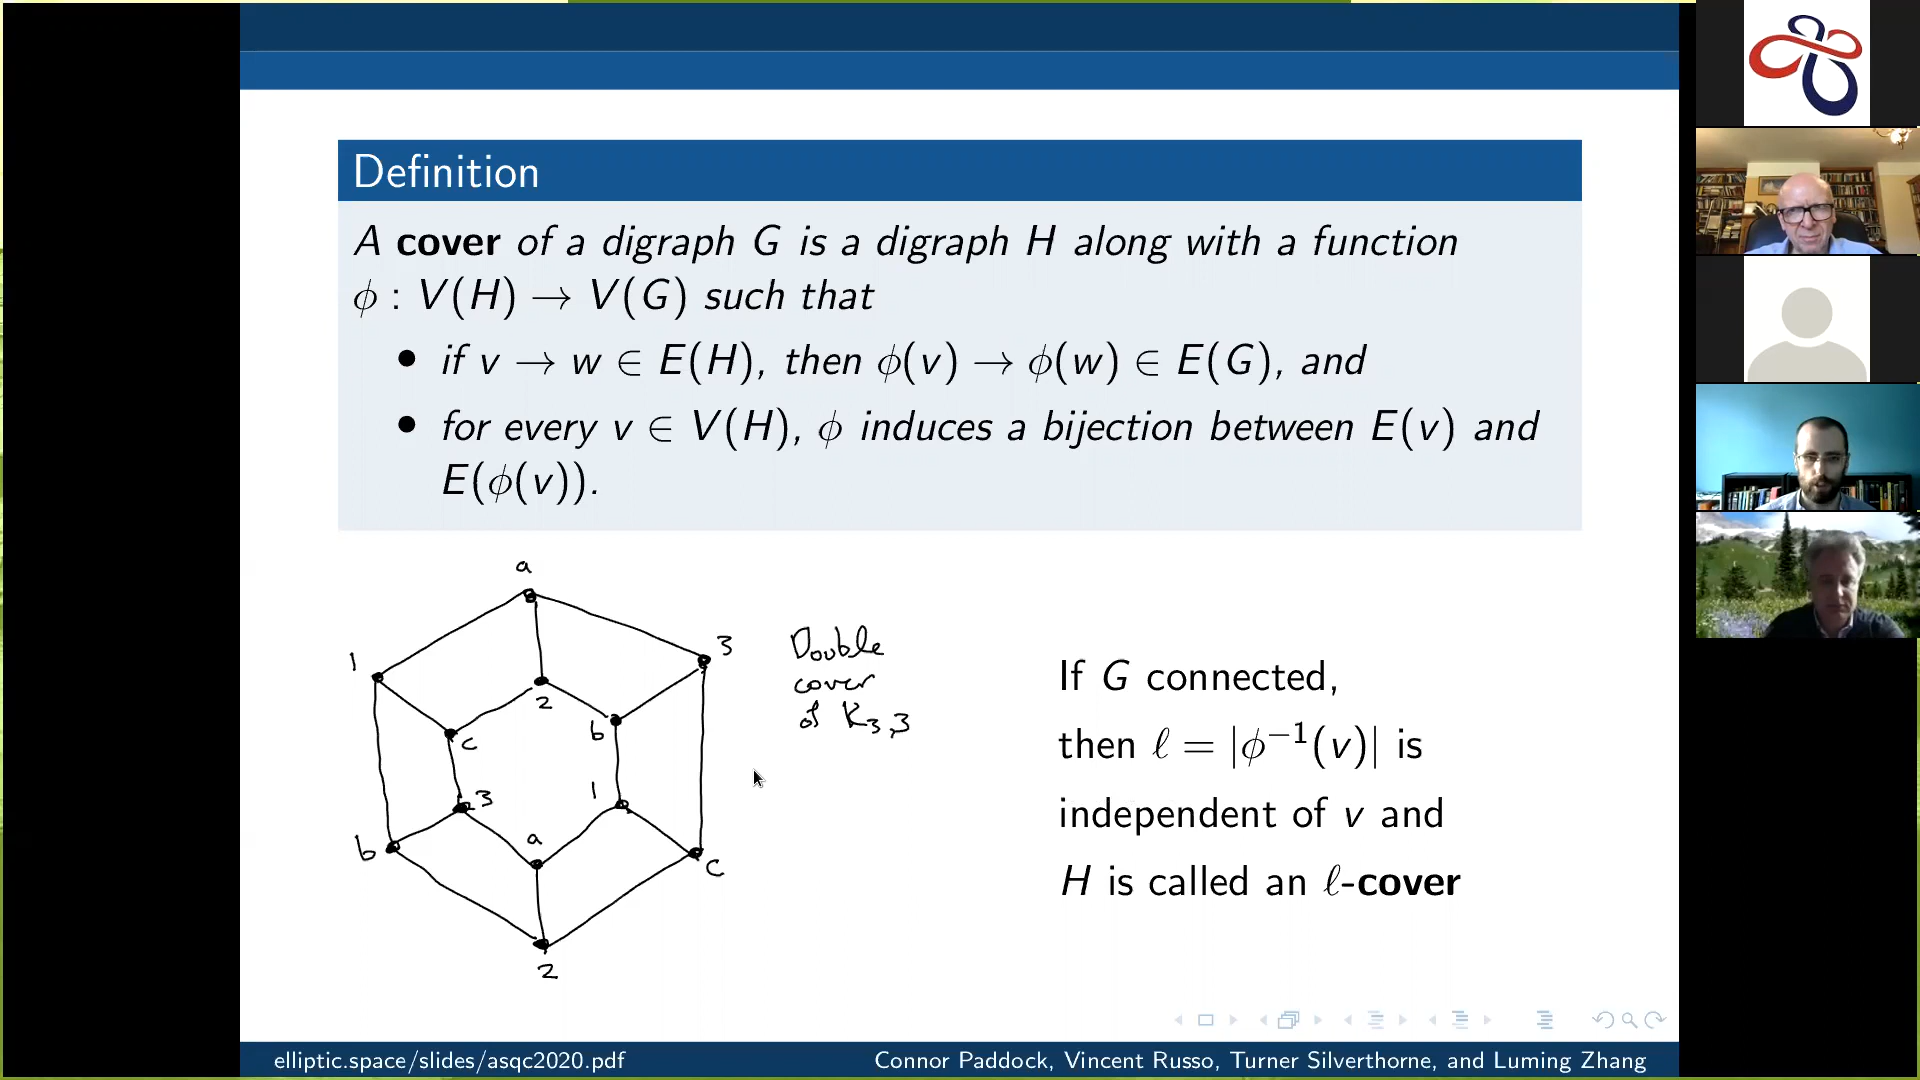 Definition
A cover of a digraph G is a digraph H along with a function
ϕ : V(H) → V(G) such that
• if v → w ∈ E(H), then ϕ(v) → ϕ(w) ∈ E(G), and
• for every v ∈ V(H), ϕ induces a bijection between E(v) and
E(ϕ(v)).
a
1
3
2
b
c
3
1
b
a
c
2
Double
cover
of K3,3
If G connected,
then ℓ = |ϕ⁻¹(v)| is
independent of v and
H is called an ℓ-cover
elliptic.space/slides/asqc2020.pdf
Connor Paddock, Vincent Russo, Turner Silverthorne, and Luming Zhang